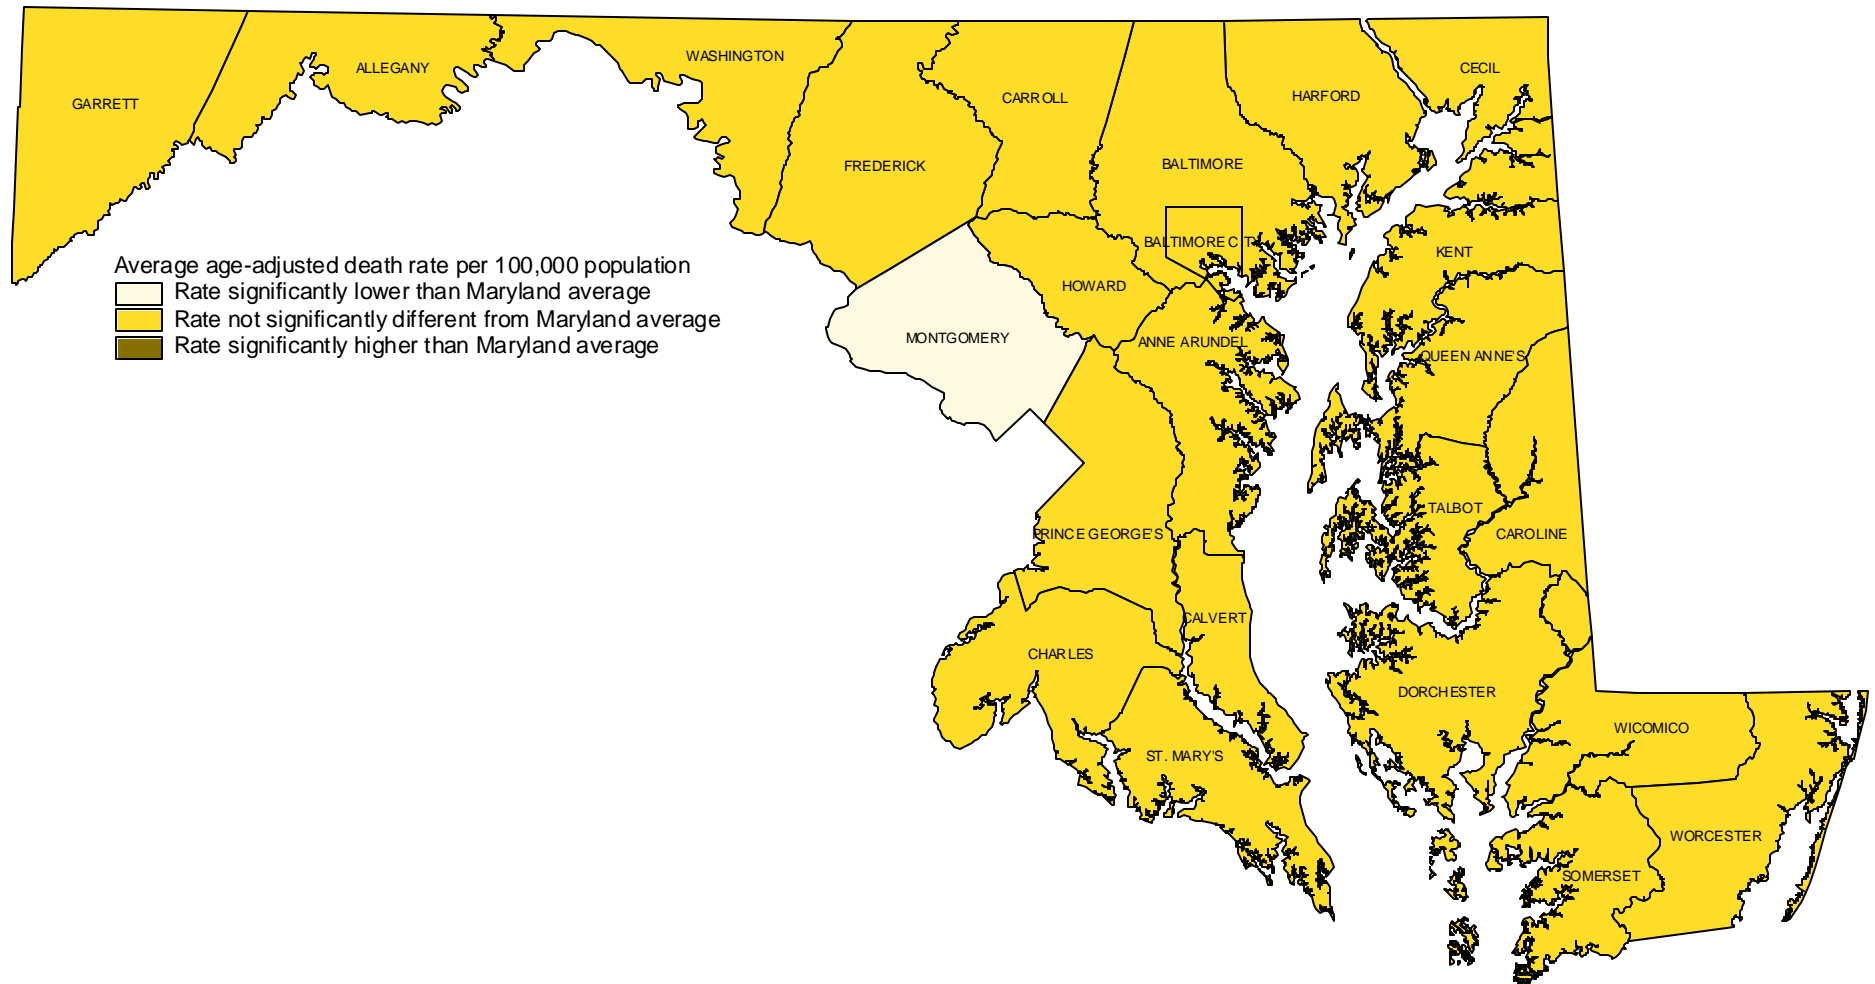 WASHINGTON
ALLEGANY
CECIL
GARRETT
CARROLL
HARFORD
FREDERICK
BALTIMORE
BALTIMORE CITY
KENT
Average age-adjusted death rate per 100,000 population
Rate significantly lower than Maryland average
Rate not significantly different from Maryland average
Rate significantly higher than Maryland average
HOWARD
MONTGOMERY
ANNE ARUNDEL
QUEEN ANNE'S
TALBOT
PRINCE GEORGE'S
CAROLINE
CALVERT
CHARLES
DORCHESTER
WICOMICO
ST. MARY'S
WORCESTER
SOMERSET